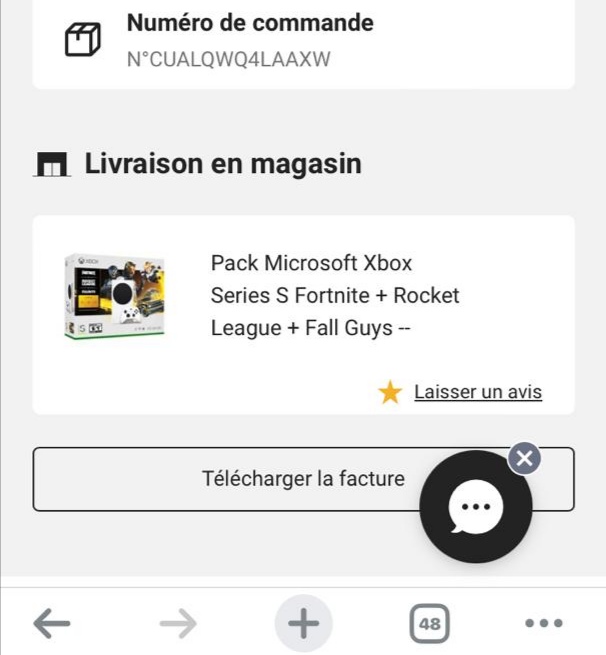 Numéro de commande
N°CUALQWQ4LAAXW
Livraison en magasin
XBOX
Pack Microsoft Xbox
Series S Fortnite + Rocket
League + Fall Guys --
Laisser un avis
Télécharger la facture
48